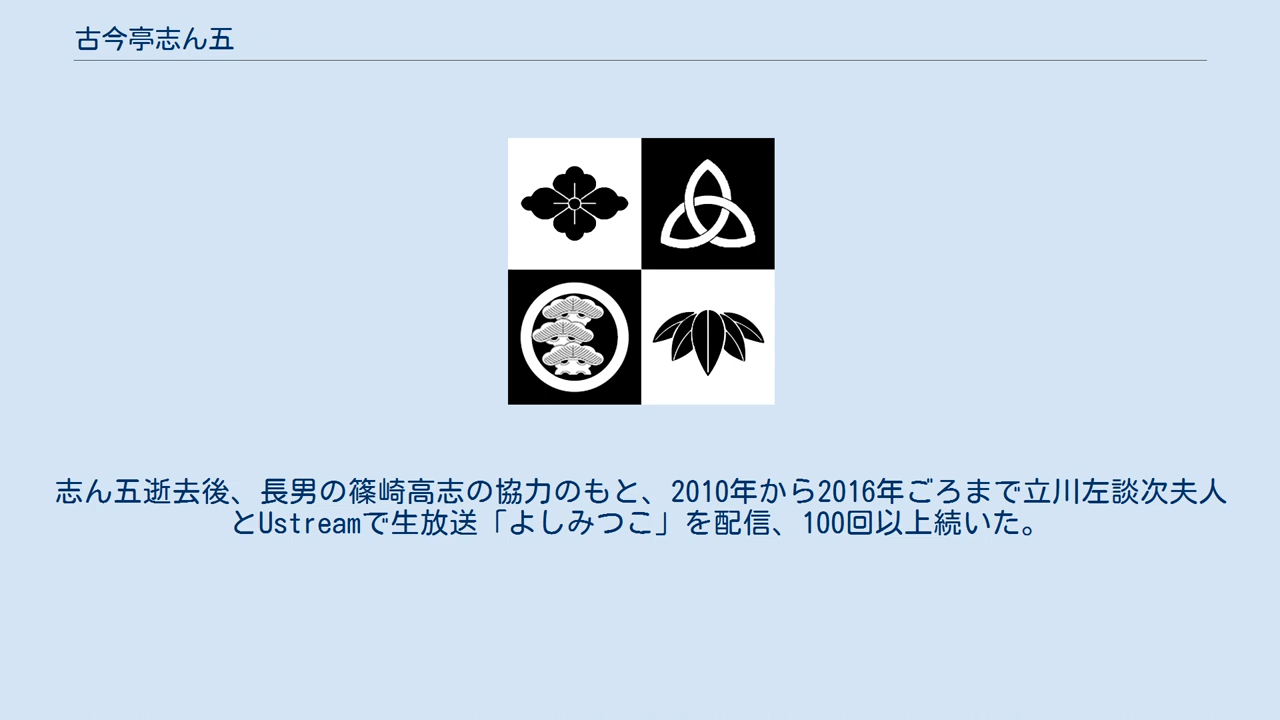 古今亭志ん五
志ん五逝去後、長男の篠崎高志の協力のもと、2010年から2016年ごろまで立川左談次夫人
とUstreamで生放送「よしみつこ」を配信、100回以上続いた。